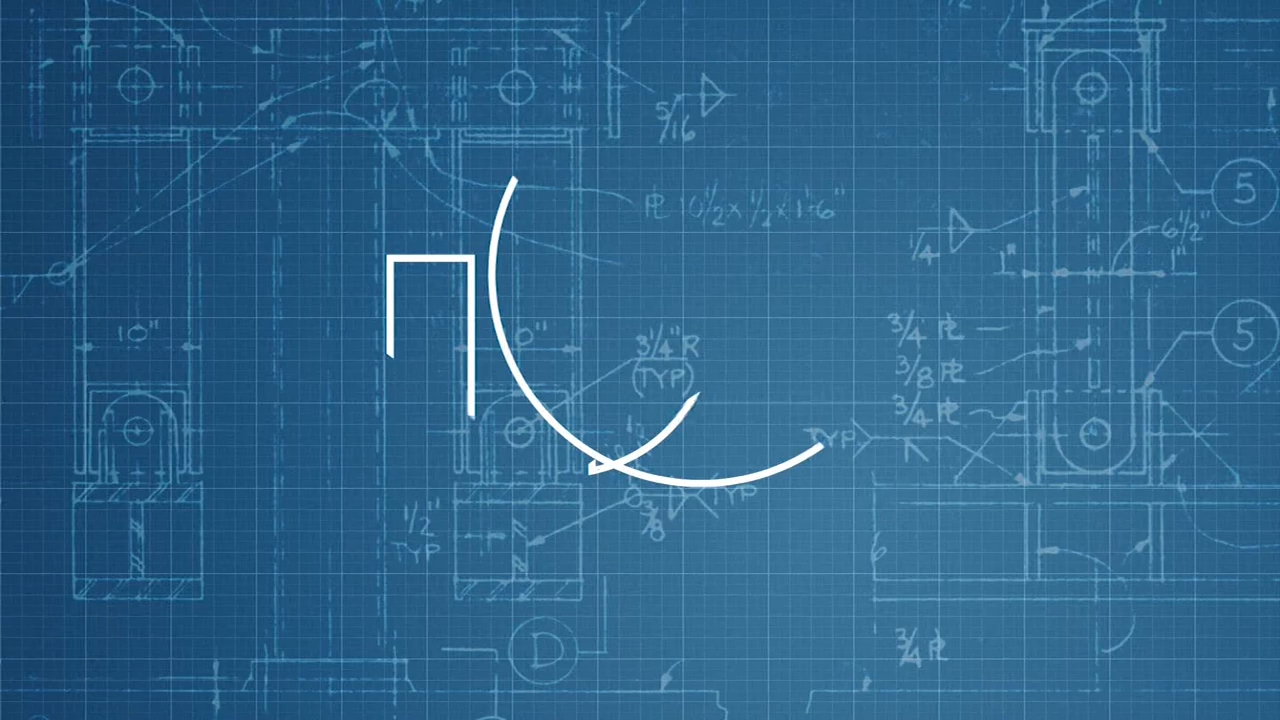 5/16
PL 10 1/2 x 1/2 x 1'-6"
5
1/4
6 1/2"
1"
1"
10"
3/4" R
(TYP)
3/4 PL
5
3/8 PL
3/4 PL
TYP
TYP
3/8
1/2"
TYP
6
D
3/4 PL